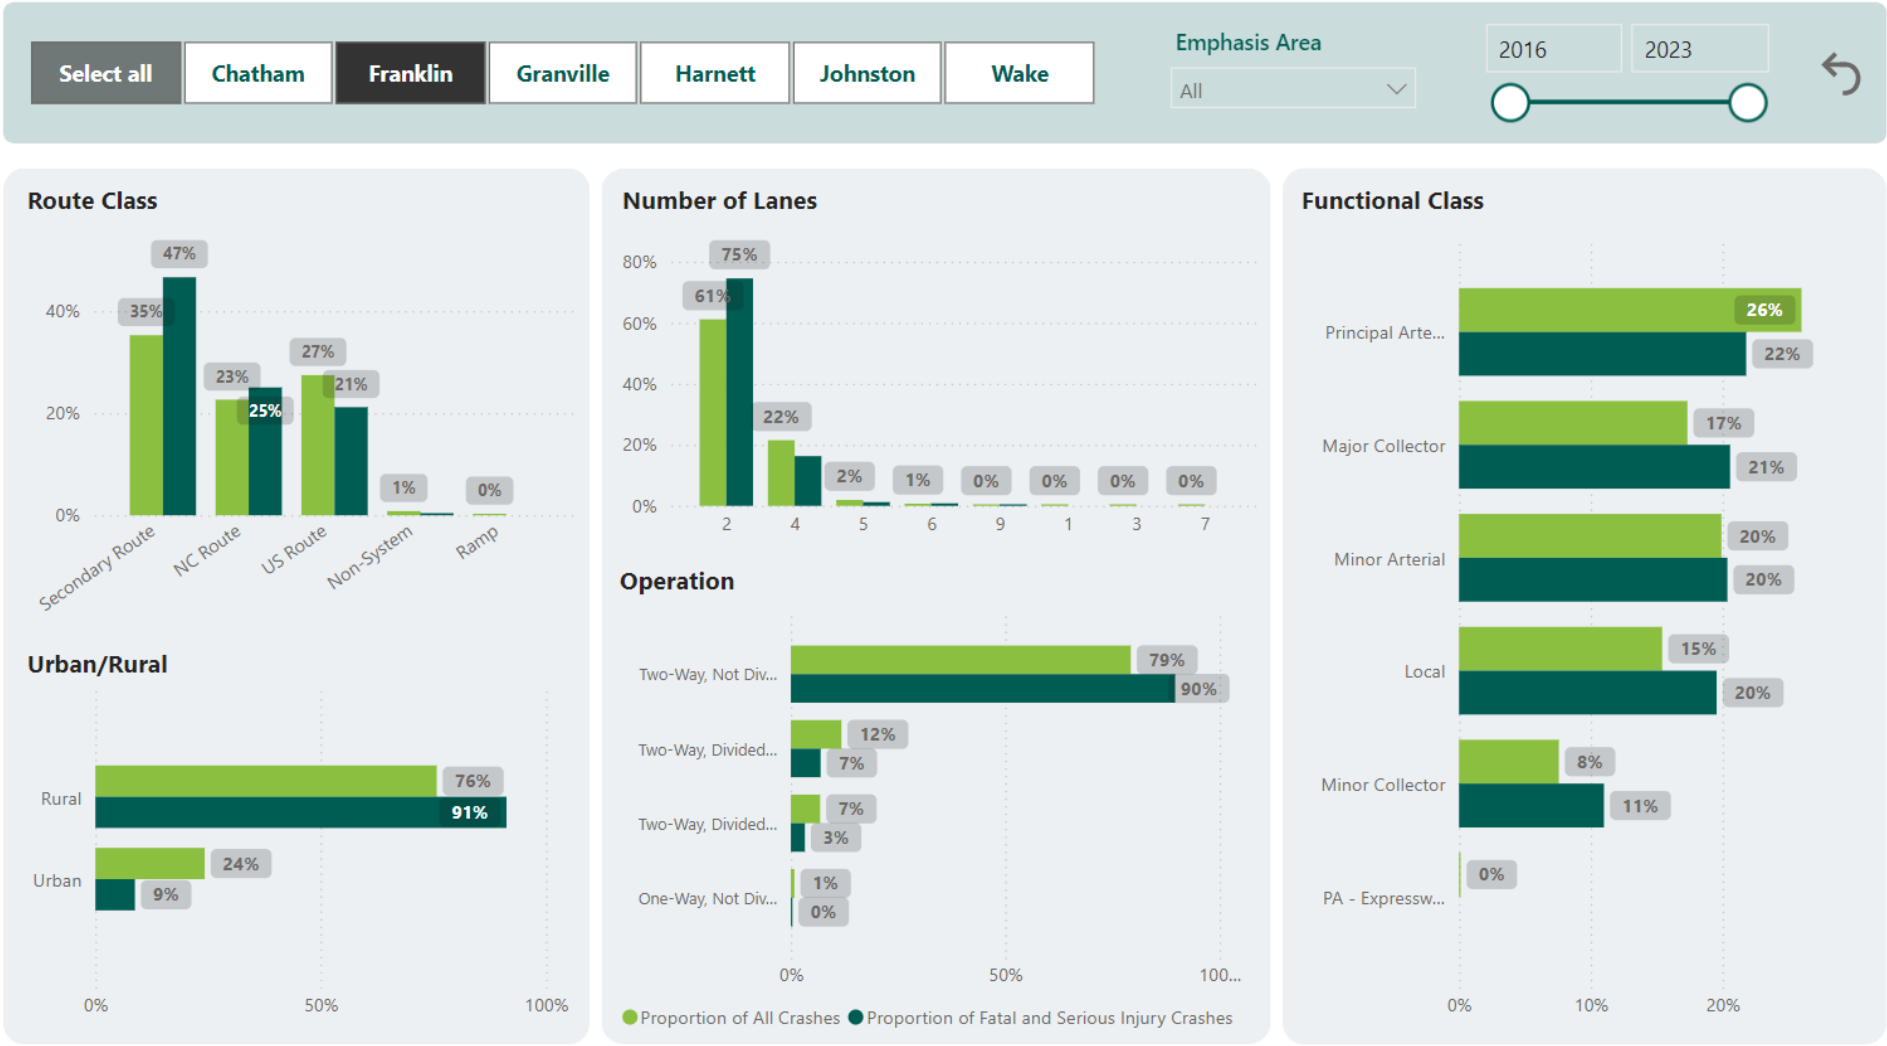 Select all
Chatham
Franklin
Granville
Harnett
Johnston
Wake
Emphasis Area
All
2016
2023
Route Class
47%
35%
40%
27%
23%
21%
25%
20%
1%
0%
0%
Secondary Route
NC Route
US Route
Non-System
Ramp
Urban/Rural
Rural
76%
91%
Urban
24%
9%
0%
50%
100%
Number of Lanes
80%
75%
61%
60%
40%
22%
20%
2%
1%
0%
0%
0%
0%
0%
2
4
5
6
9
1
3
7
Operation
Two-Way, Not Div...
79%
90%
Two-Way, Divided...
12%
7%
Two-Way, Divided...
7%
3%
One-Way, Not Div...
1%
0%
0%
50%
100...
Proportion of All Crashes
Proportion of Fatal and Serious Injury Crashes
Functional Class
Principal Arte...
26%
22%
Major Collector
17%
21%
Minor Arterial
20%
20%
Local
15%
20%
Minor Collector
8%
11%
PA - Expressw...
0%
0%
10%
20%